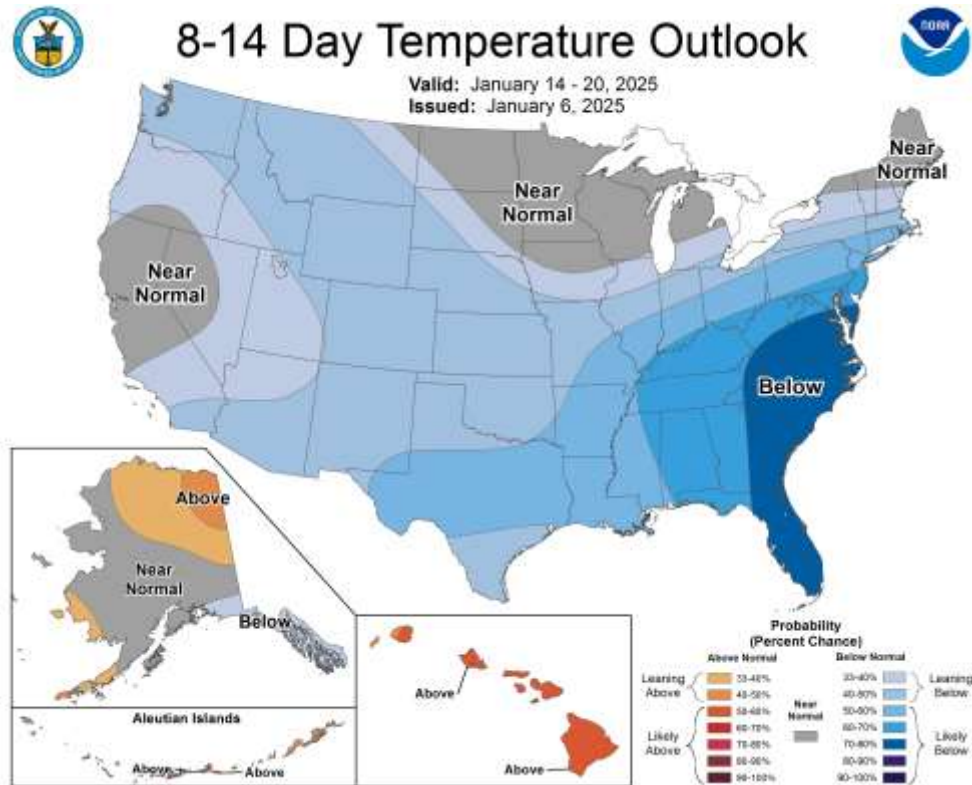 NOAA
8-14 Day Temperature Outlook
Valid: January 14 - 20, 2025
Issued: January 6, 2025
Near
Normal
Near
Normal
Near
Normal
Below
Above
Near
Normal
Below
Aleutian Islands
Above
Above
Above
Above
Probability
(Percent Chance)
Above Normal
Below Normal
Leaning
Above
33-40%
40-50%
Near
Normal
33-40%
40-50%
Leaning
Below
Likely
Above
50-60%
60-70%
70-80%
80-90%
90-100%
50-60%
60-70%
70-80%
80-90%
90-100%
Likely
Below